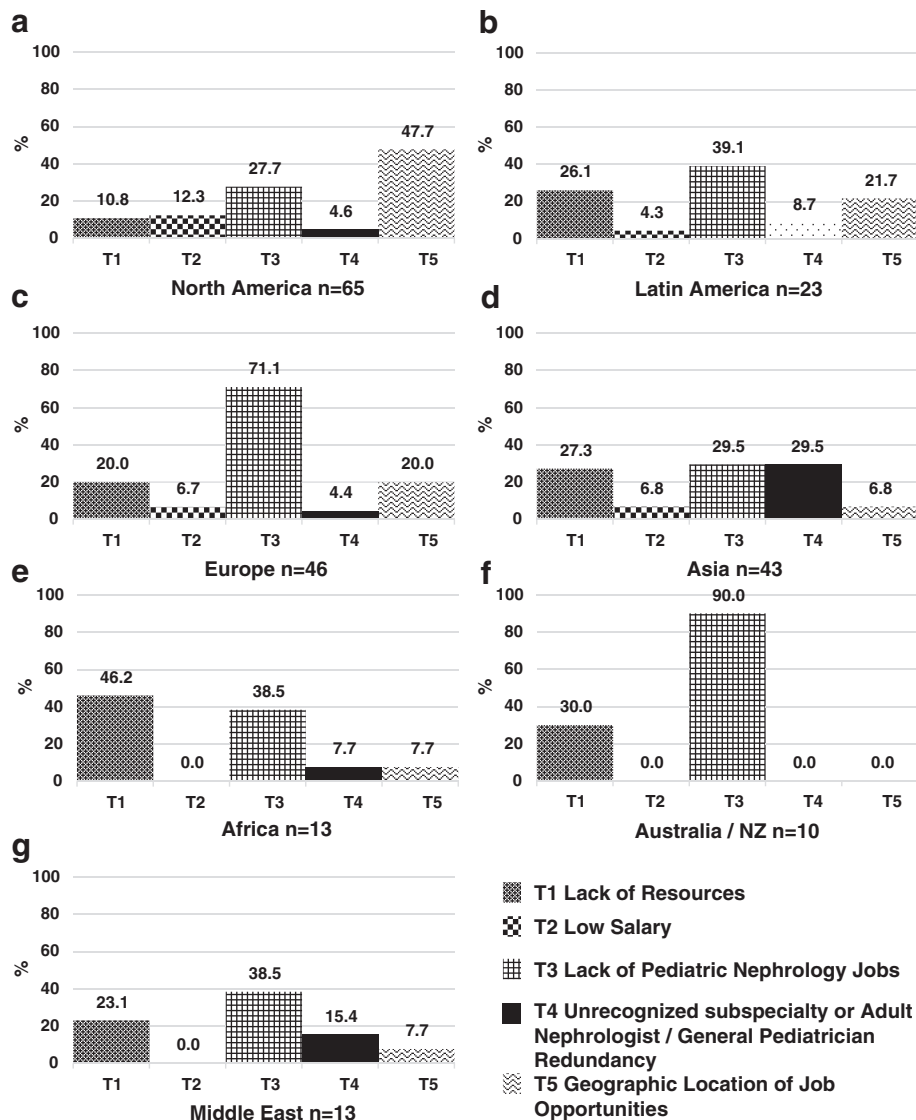 a
100
80
60
40
20
0
%
10.8
12.3
27.7
4.6
47.7
T1 T2 T3 T4 T5
North America n=65
b
100
80
60
40
20
0
%
26.1
4.3
39.1
8.7
21.7
T1 T2 T3 T4 T5
Latin America n=23
c
100
80
60
40
20
0
%
20.0
6.7
71.1
4.4
20.0
T1 T2 T3 T4 T5
Europe n=46
d
100
80
60
40
20
0
%
27.3
6.8
29.5
29.5
6.8
T1 T2 T3 T4 T5
Asia n=43
e
100
80
60
40
20
0
%
46.2
0.0
38.5
7.7
7.7
T1 T2 T3 T4 T5
Africa n=13
f
100
80
60
40
20
0
%
30.0
0.0
90.0
0.0
0.0
T1 T2 T3 T4 T5
Australia / NZ n=10
g
100
80
60
40
20
0
%
23.1
0.0
38.5
15.4
7.7
T1 T2 T3 T4 T5
Middle East n=13
T1 Lack of Resources
T2 Low Salary
T3 Lack of Pediatric Nephrology Jobs
T4 Unrecognized subspecialty or Adult
Nephrologist / General Pediatrician
Redundancy
T5 Geographic Location of Job
Opportunities